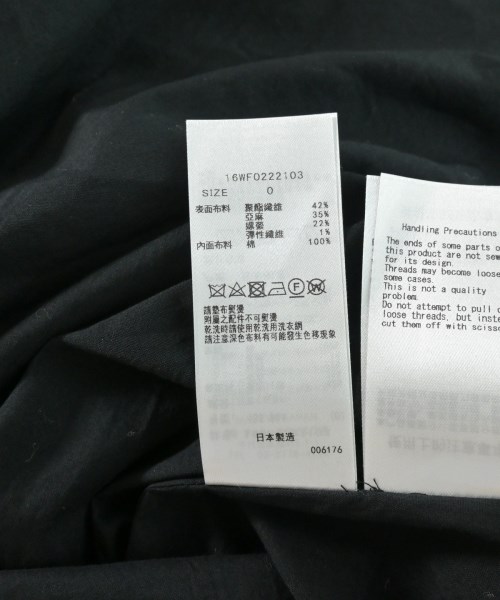 16WF0222103
SIZE 0
表面布料 聚酯纖維 42%
亞麻 35%
嫘縈 22%
彈性纖維 1%
內面布料 棉 100%
請墊布熨燙
附屬之配件不可熨燙
乾洗時請使用乾洗用洗衣網
請注意深色布料有可能發生色移現象
日本製造
006176
Handling Precautions
The ends of some parts o
this product are not sew
for its design.
Threads may become loose
some cases.
This is not a quality
problem.
Do not attempt to pull o
loose threads, but inste
cut them off with scisso